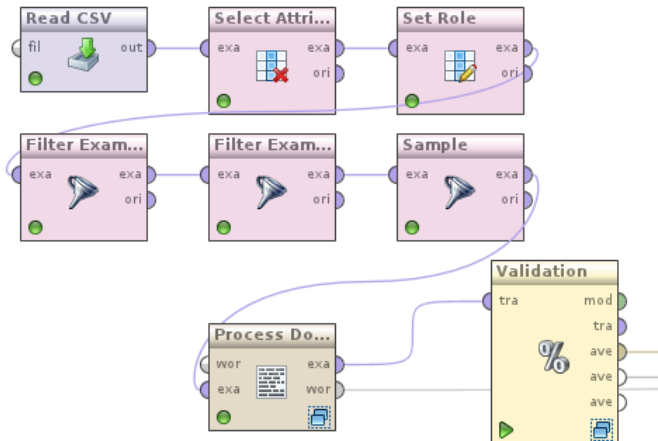 Read CSV
fil out
Select Attri...
exa exa
ori
Set Role
exa exa
ori
Filter Exam...
exa exa
ori
Filter Exam...
exa exa
ori
Sample
exa exa
ori
Validation
tra mod
tra
ave
ave
ave
Process Do...
wor exa
exa wor